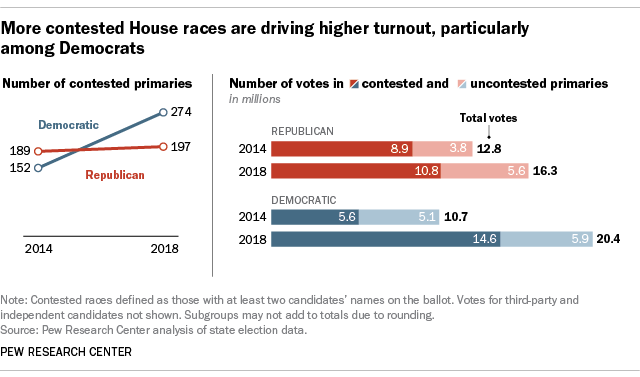 More contested House races are driving higher turnout, particularly
among Democrats
Number of contested primaries
Democratic
274
189
197
152
Republican
2014 2018
Number of votes in contested and uncontested primaries
in millions
Total votes
REPUBLICAN
2014 8.9 3.8 12.8
2018 10.8 5.6 16.3
DEMOCRATIC
2014 5.6 5.1 10.7
2018 14.6 5.9 20.4
Note: Contested races defined as those with at least two candidates' names on the ballot. Votes for third-party and
independent candidates not shown. Subgroups may not add to totals due to rounding.
Source: Pew Research Center analysis of state election data.
PEW RESEARCH CENTER